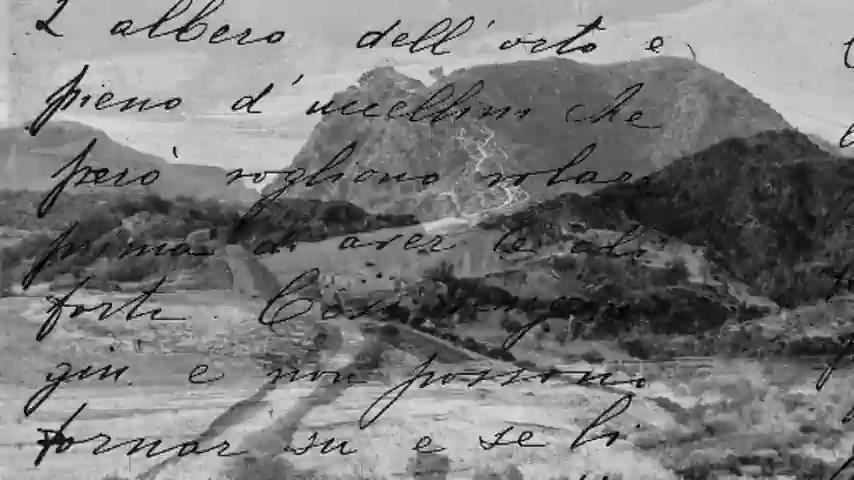 L'albero dell'orto è
pieno d'uccellini che
però vogliono volar
prima di aver le ali
forti. Così
giù e non possono
tornar su e se li